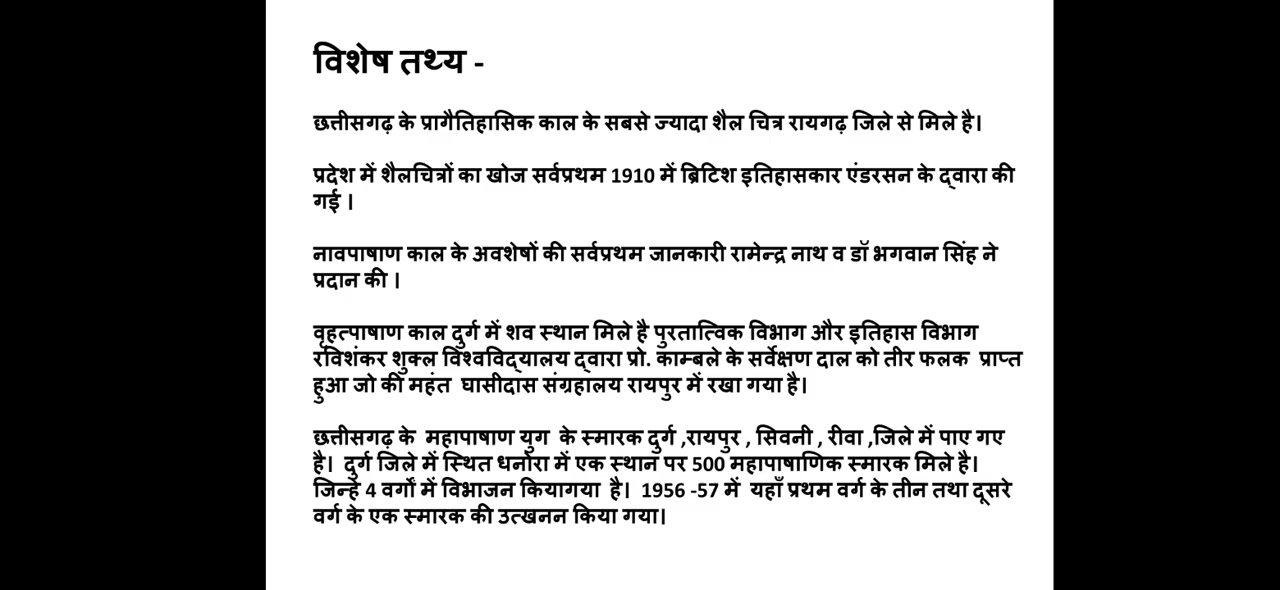 विशेष तथ्य -
छत्तीसगढ़ के प्रागैतिहासिक काल के सबसे ज्यादा शैल चित्र रायगढ़ जिले से मिले है।
प्रदेश में शैलचित्रों का खोज सर्वप्रथम 1910 में ब्रिटिश इतिहासकार एंडरसन के द्वारा की
गई ।
नावपाषाण काल के अवशेषों की सर्वप्रथम जानकारी रामेन्द्र नाथ व डॉ भगवान सिंह ने
प्रदान की ।
वृहत्पाषाण काल दुर्ग में शव स्थान मिले है पुरतात्विक विभाग और इतिहास विभाग
रविशंकर शुक्ल विश्वविद्यालय द्वारा प्रो. काम्बले के सर्वेक्षण दाल को तीर फलक प्राप्त
हुआ जो की महंत घासीदास संग्रहालय रायपुर में रखा गया है।
छत्तीसगढ़ के महापाषाण युग के स्मारक दुर्ग ,रायपुर , सिवनी , रीवा ,जिले में पाए गए
है। दुर्ग जिले में स्थित धनोरा में एक स्थान पर 500 महापाषाणिक स्मारक मिले है।
जिन्हे 4 वर्गों में विभाजन कियागया है। 1956 -57 में यहाँ प्रथम वर्ग के तीन तथा दूसरे
वर्ग के एक स्मारक की उत्खनन किया गया।